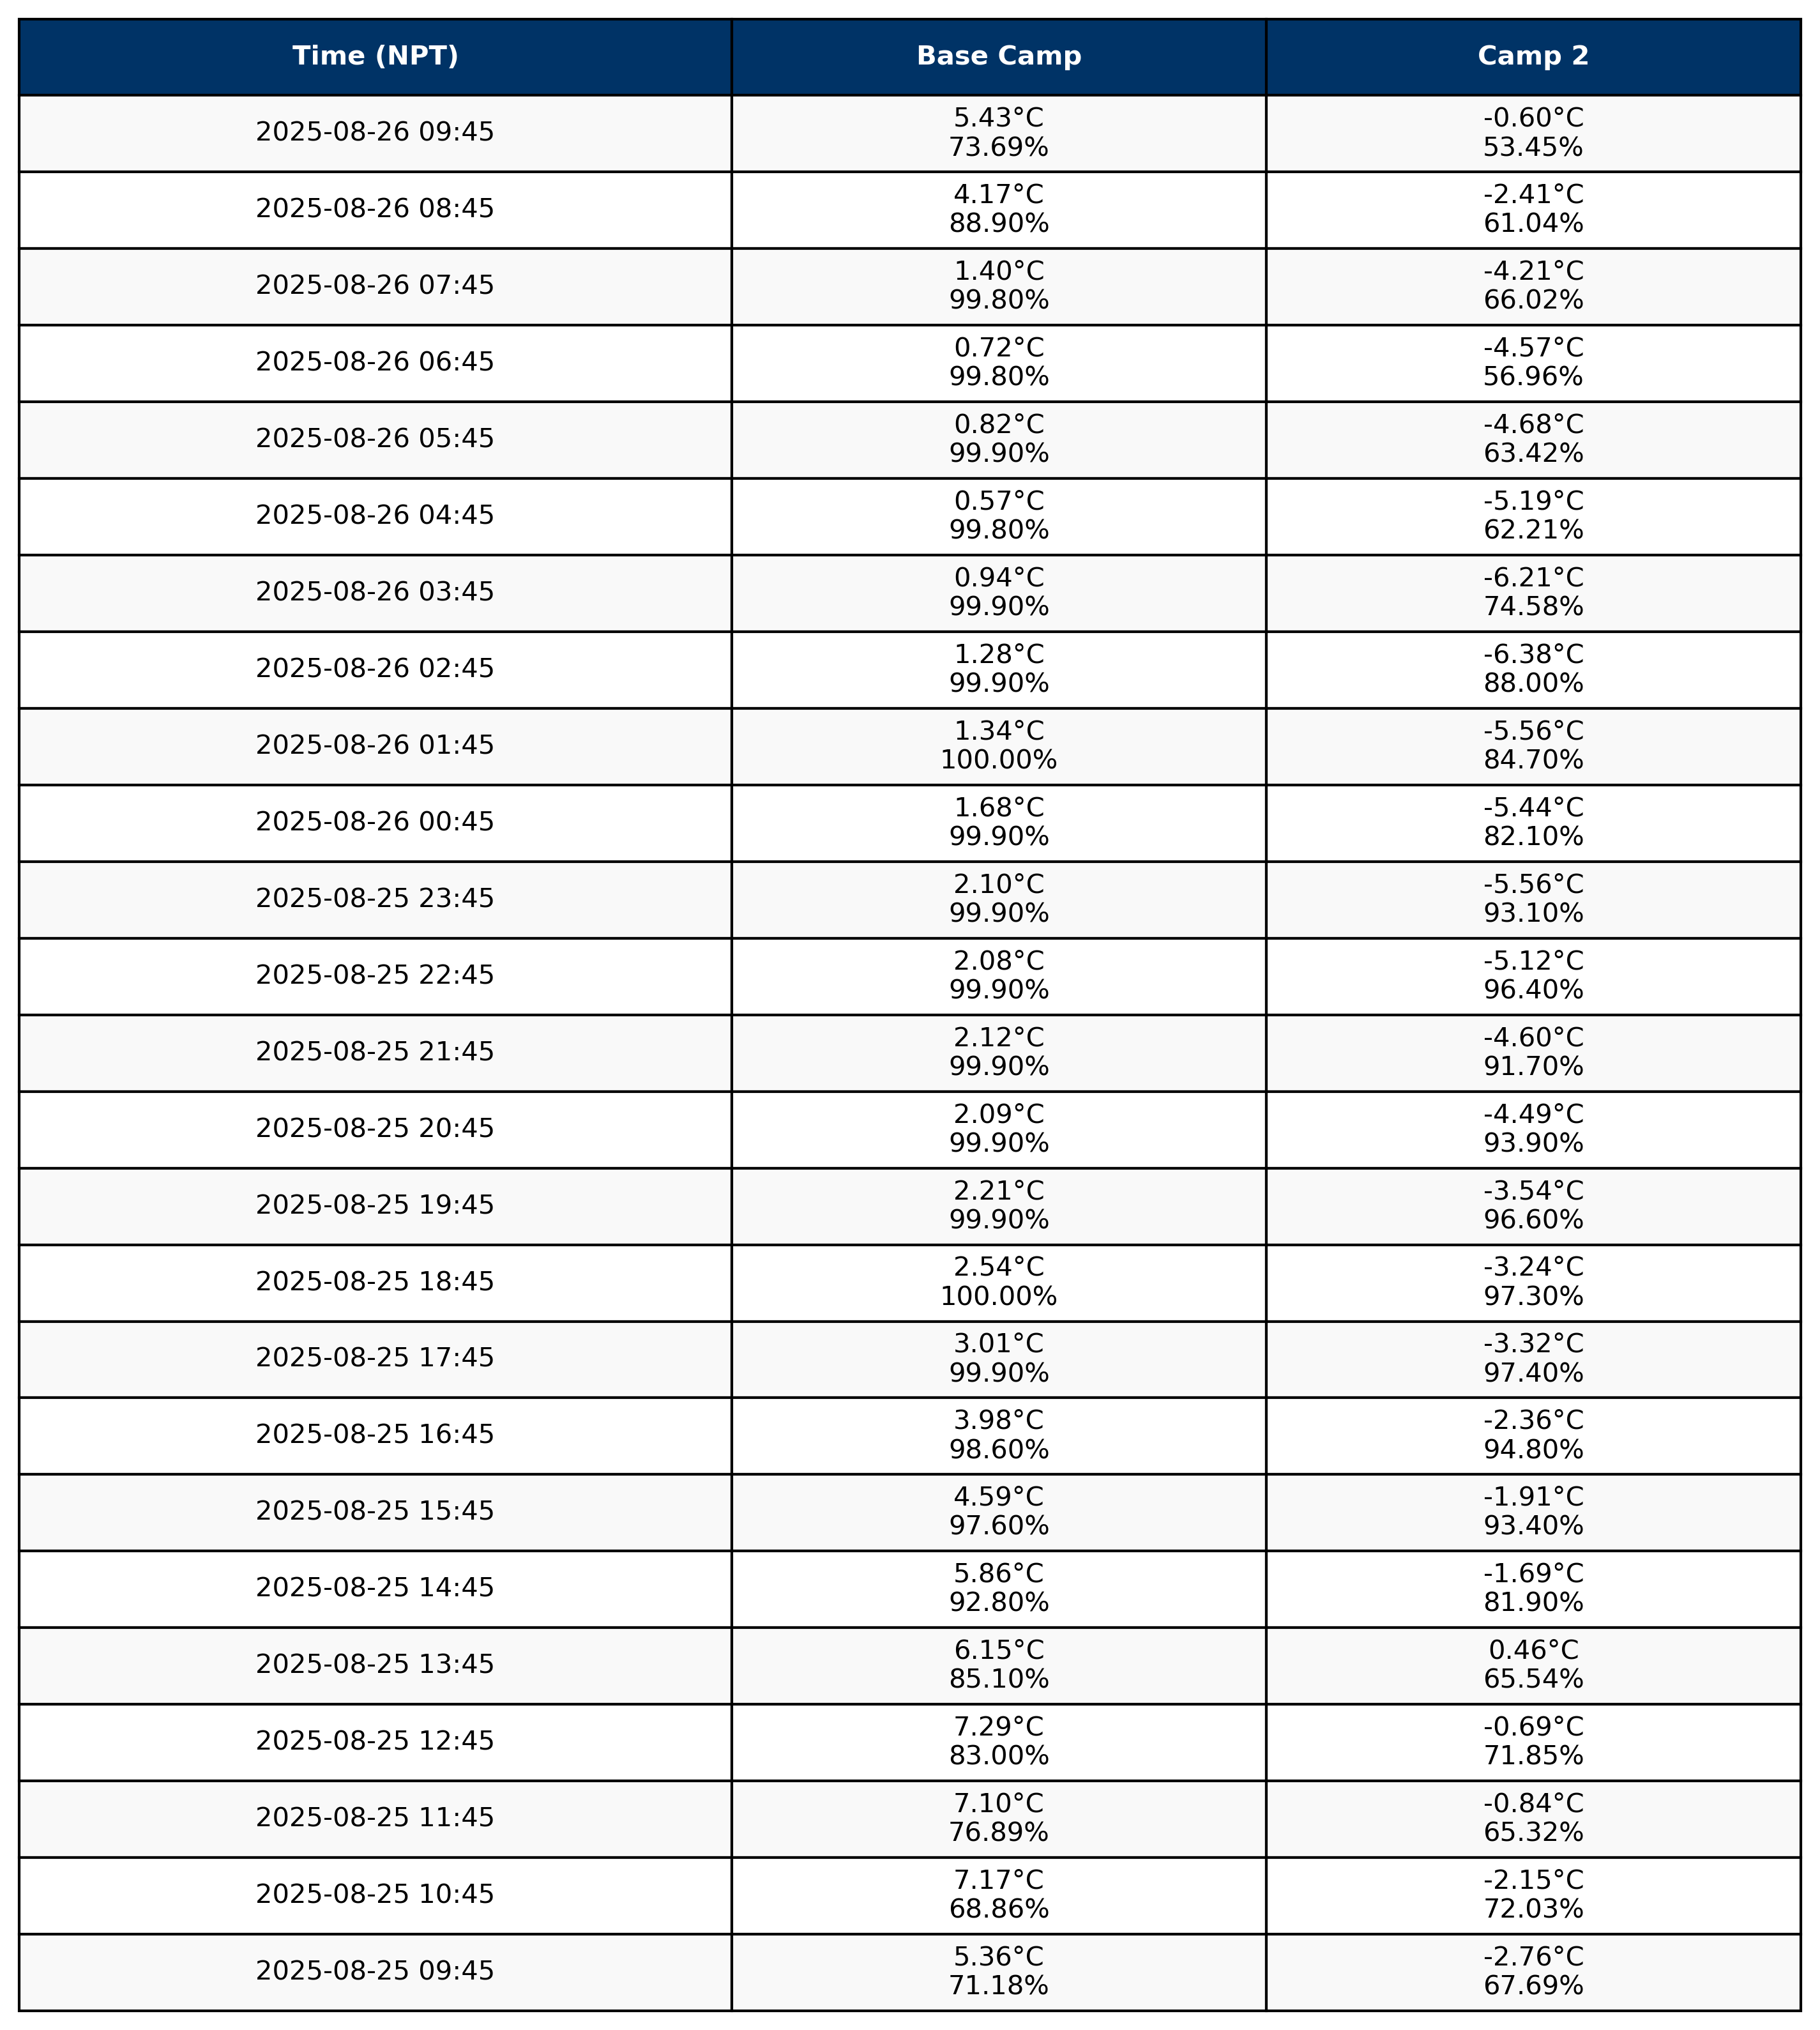 Time (NPT) Base Camp Camp 2
2025-08-26 09:45 5.43°C -0.60°C
73.69% 53.45%
2025-08-26 08:45 4.17°C -2.41°C
88.90% 61.04%
2025-08-26 07:45 1.40°C -4.21°C
99.80% 66.02%
2025-08-26 06:45 0.72°C -4.57°C
99.80% 56.96%
2025-08-26 05:45 0.82°C -4.68°C
99.90% 63.42%
2025-08-26 04:45 0.57°C -5.19°C
99.80% 62.21%
2025-08-26 03:45 0.94°C -6.21°C
99.90% 74.58%
2025-08-26 02:45 1.28°C -6.38°C
99.90% 88.00%
2025-08-26 01:45 1.34°C -5.56°C
100.00% 84.70%
2025-08-26 00:45 1.68°C -5.44°C
99.90% 82.10%
2025-08-25 23:45 2.10°C -5.56°C
99.90% 93.10%
2025-08-25 22:45 2.08°C -5.12°C
99.90% 96.40%
2025-08-25 21:45 2.12°C -4.60°C
99.90% 91.70%
2025-08-25 20:45 2.09°C -4.49°C
99.90% 93.90%
2025-08-25 19:45 2.21°C -3.54°C
99.90% 96.60%
2025-08-25 18:45 2.54°C -3.24°C
100.00% 97.30%
2025-08-25 17:45 3.01°C -3.32°C
99.90% 97.40%
2025-08-25 16:45 3.98°C -2.36°C
98.60% 94.80%
2025-08-25 15:45 4.59°C -1.91°C
97.60% 93.40%
2025-08-25 14:45 5.86°C -1.69°C
92.80% 81.90%
2025-08-25 13:45 6.15°C 0.46°C
85.10% 65.54%
2025-08-25 12:45 7.29°C -0.69°C
83.00% 71.85%
2025-08-25 11:45 7.10°C -0.84°C
76.89% 65.32%
2025-08-25 10:45 7.17°C -2.15°C
68.86% 72.03%
2025-08-25 09:45 5.36°C -2.76°C
71.18% 67.69%